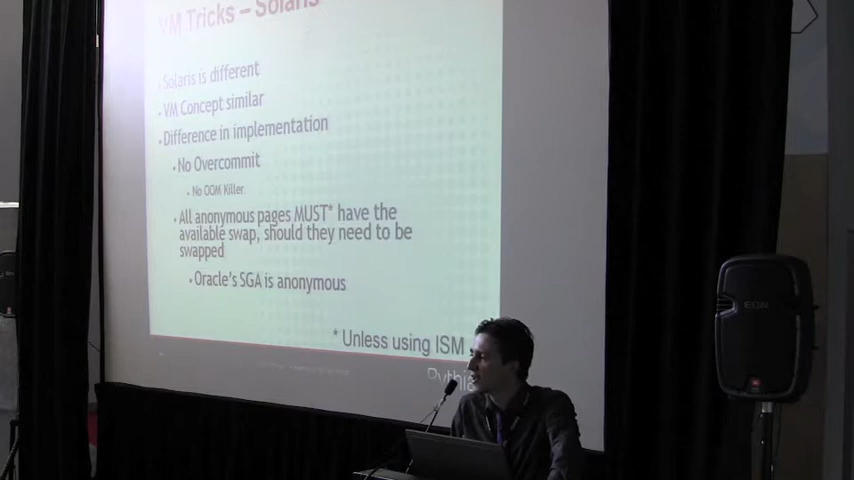 VM Tricks – Solaris
Solaris is different
VM Concept similar
Difference in implementation
No Overcommit
No OOM Killer
All anonymous pages MUST* have the
available swap, should they need to be
swapped
Oracle's SGA is anonymous
* Unless using ISM
Pythia
EON